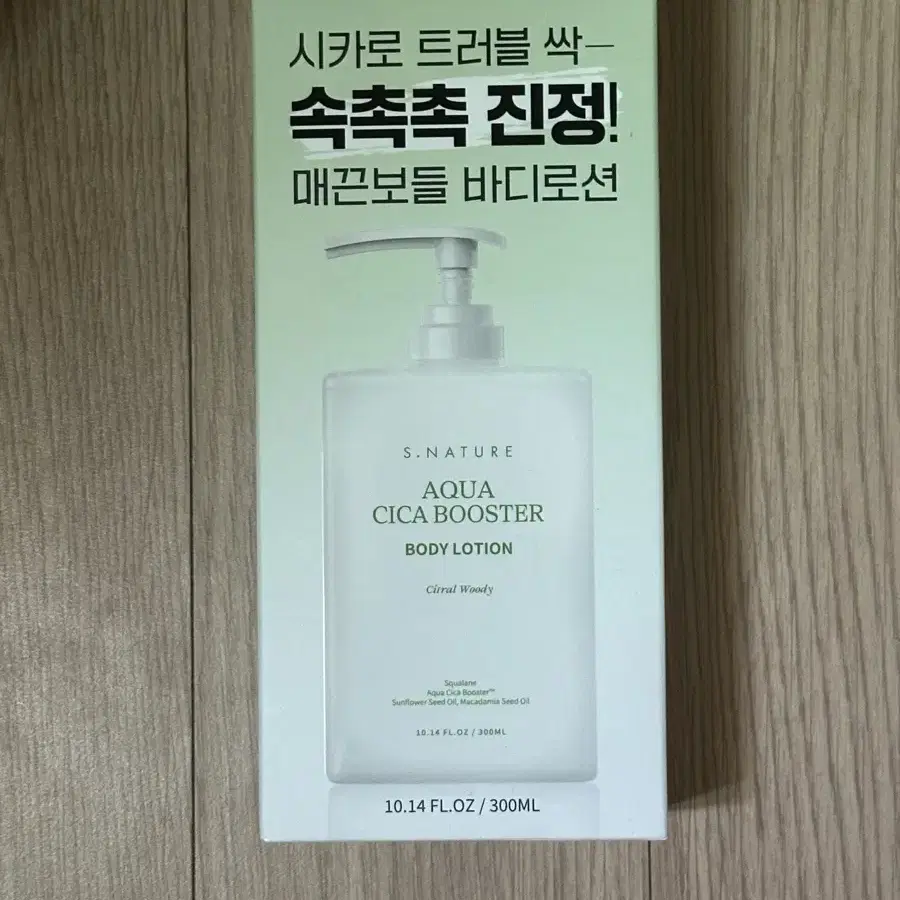 시카로 트러블 싹—
속촉촉 진정!
매끈보들 바디로션
S.NATURE
AQUA
CICA BOOSTER
BODY LOTION
Citral Woody
Squalane
Aqua Cica Booster™
Sunflower Seed Oil, Macadamia Seed Oil
10.14 FL.OZ / 300ML
10.14 FL.OZ / 300ML